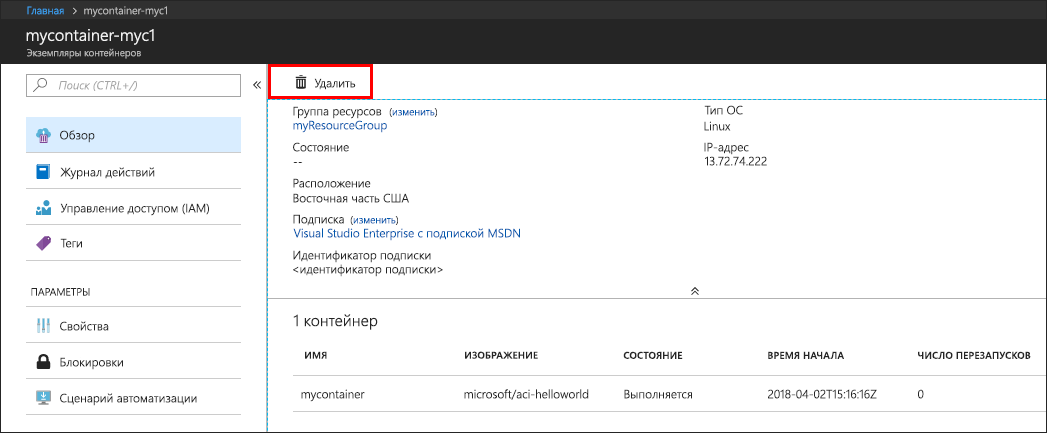 Главная > mycontainer-myc1
mycontainer-myc1
Экземпляры контейнеров
Поиск (CTRL+/)
«
Обзор
Журнал действий
Управление доступом (IAM)
Теги
ПАРАМЕТРЫ
Свойства
Блокировки
Сценарий автоматизации
Удалить
Группа ресурсов (изменить)
myResourceGroup
Состояние
--
Расположение
Восточная часть США
Подписка (изменить)
Visual Studio Enterprise с подпиской MSDN
Идентификатор подписки
<идентификатор подписки>
Тип ОС
Linux
IP-адрес
13.72.74.222
1 контейнер
ИМЯ ИЗОБРАЖЕНИЕ СОСТОЯНИЕ ВРЕМЯ НАЧАЛА ЧИСЛО ПЕРЕЗАПУСКОВ
mycontainer microsoft/aci-helloworld Выполняется 2018-04-02T15:16:16Z 0